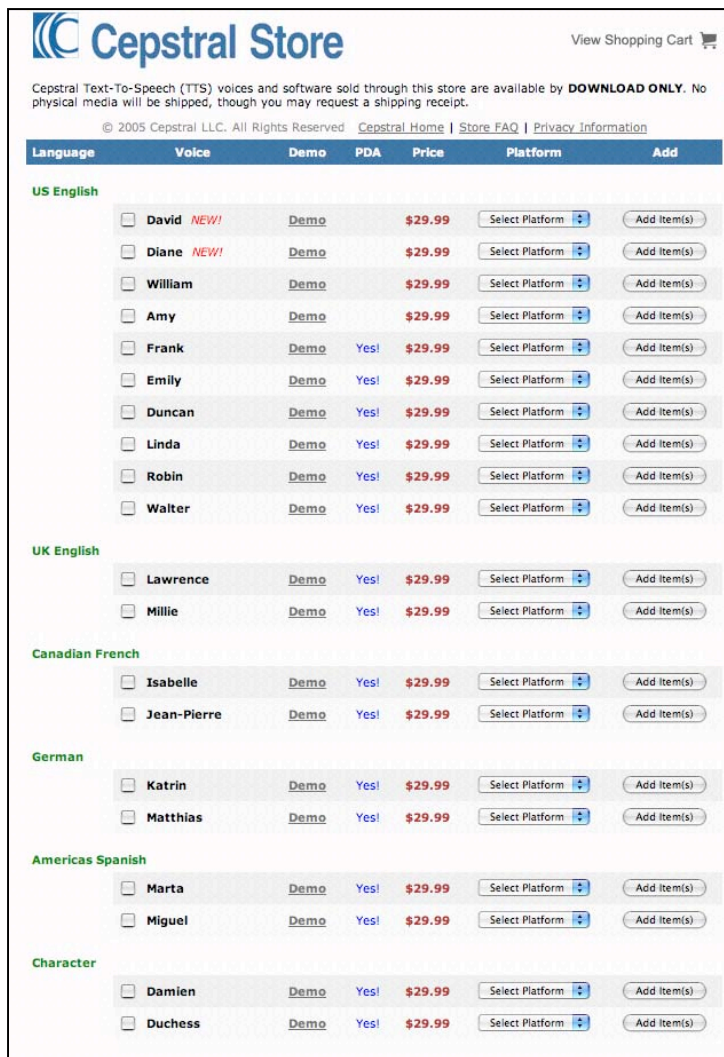 Cepstral Store
View Shopping Cart
Cepstral Text-To-Speech (TTS) voices and software sold through this store are available by DOWNLOAD ONLY. No
physical media will be shipped, though you may request a shipping receipt.
© 2005 Cepstral LLC. All Rights Reserved Cepstral Home | Store FAQ | Privacy Information
Language Voice Demo PDA Price Platform Add
US English
David NEW! Demo $29.99 Select Platform Add Item(s)
Diane NEW! Demo $29.99 Select Platform Add Item(s)
William Demo $29.99 Select Platform Add Item(s)
Amy Demo $29.99 Select Platform Add Item(s)
Frank Demo Yes! $29.99 Select Platform Add Item(s)
Emily Demo Yes! $29.99 Select Platform Add Item(s)
Duncan Demo Yes! $29.99 Select Platform Add Item(s)
Linda Demo Yes! $29.99 Select Platform Add Item(s)
Robin Demo Yes! $29.99 Select Platform Add Item(s)
Walter Demo Yes! $29.99 Select Platform Add Item(s)
UK English
Lawrence Demo Yes! $29.99 Select Platform Add Item(s)
Millie Demo Yes! $29.99 Select Platform Add Item(s)
Canadian French
Isabelle Demo Yes! $29.99 Select Platform Add Item(s)
Jean-Pierre Demo Yes! $29.99 Select Platform Add Item(s)
German
Katrin Demo Yes! $29.99 Select Platform Add Item(s)
Matthias Demo Yes! $29.99 Select Platform Add Item(s)
Americas Spanish
Marta Demo Yes! $29.99 Select Platform Add Item(s)
Miguel Demo Yes! $29.99 Select Platform Add Item(s)
Character
Damien Demo Yes! $29.99 Select Platform Add Item(s)
Duchess Demo Yes! $29.99 Select Platform Add Item(s)